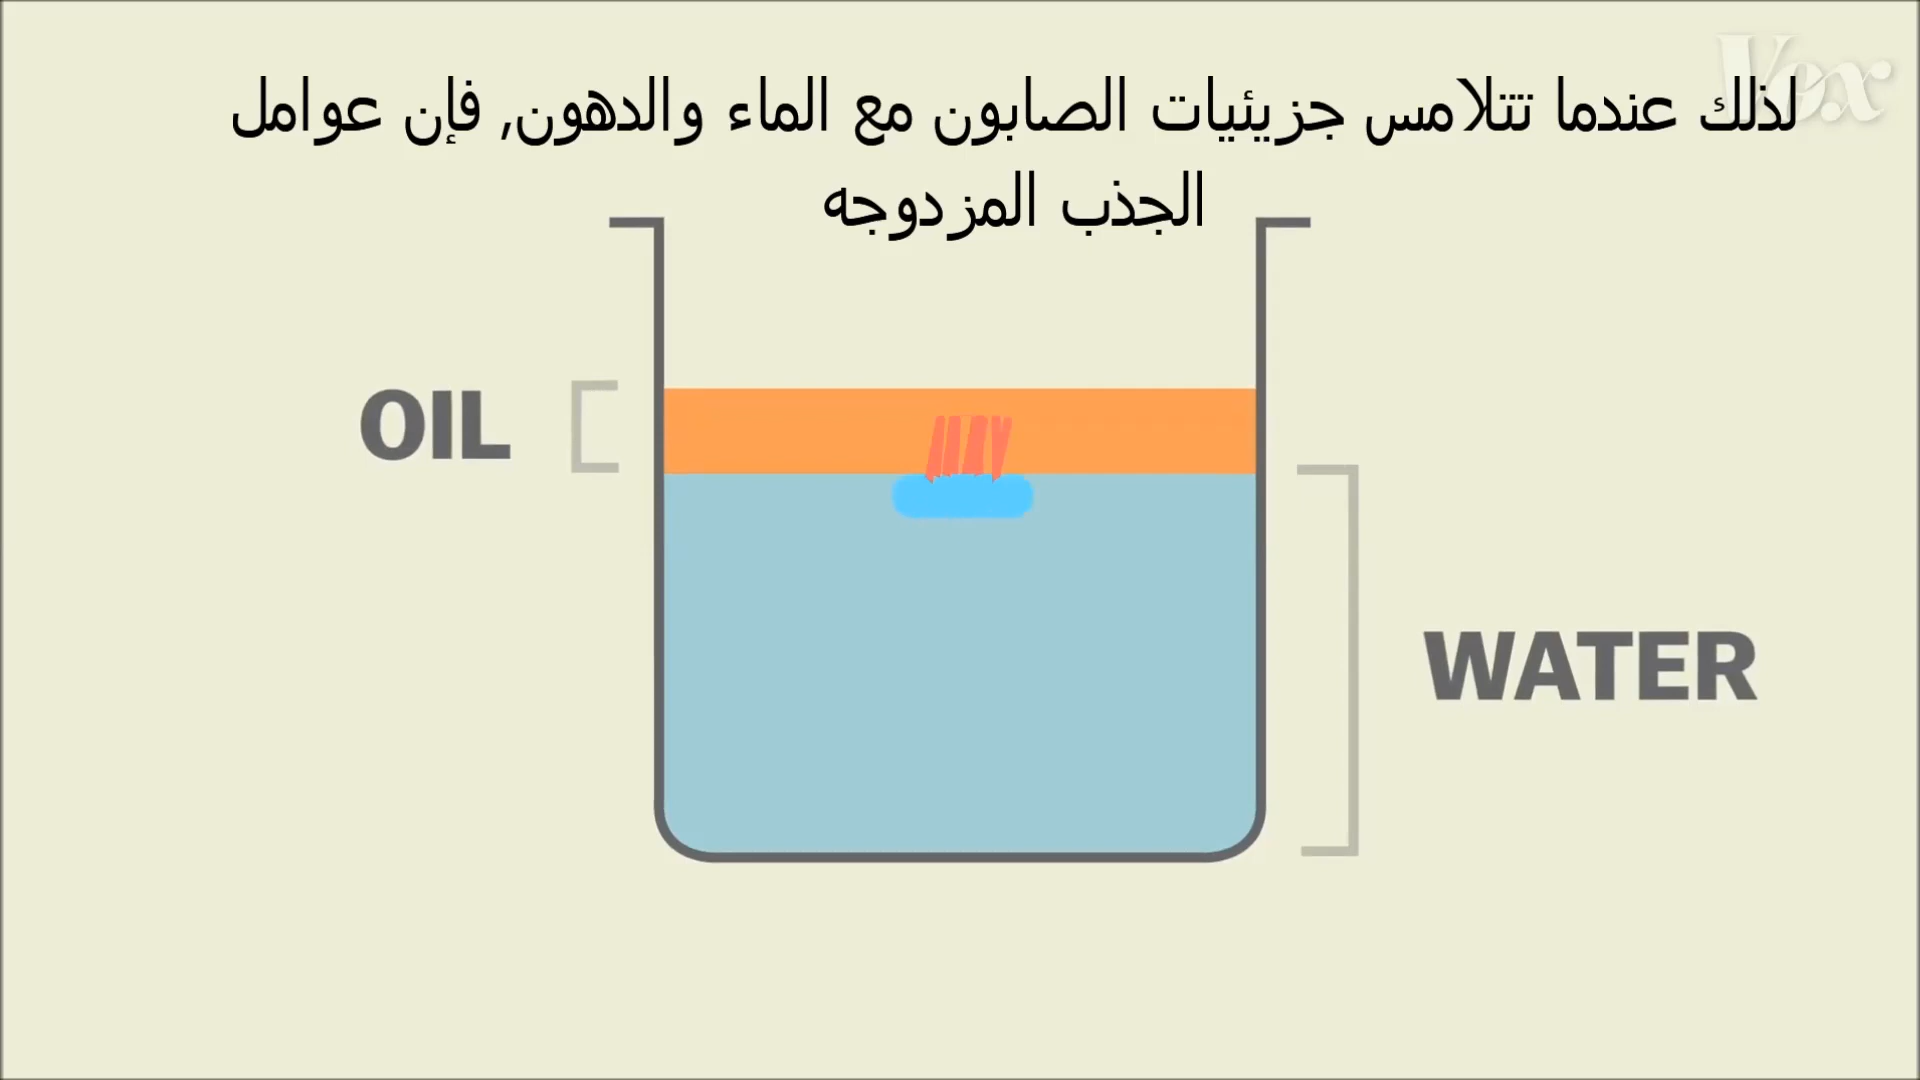 Vox
لذلك عندما تتلامس جزيئيات الصابون مع الماء والدهون, فإن عوامل
الجذب المزدوجه
OIL
WATER